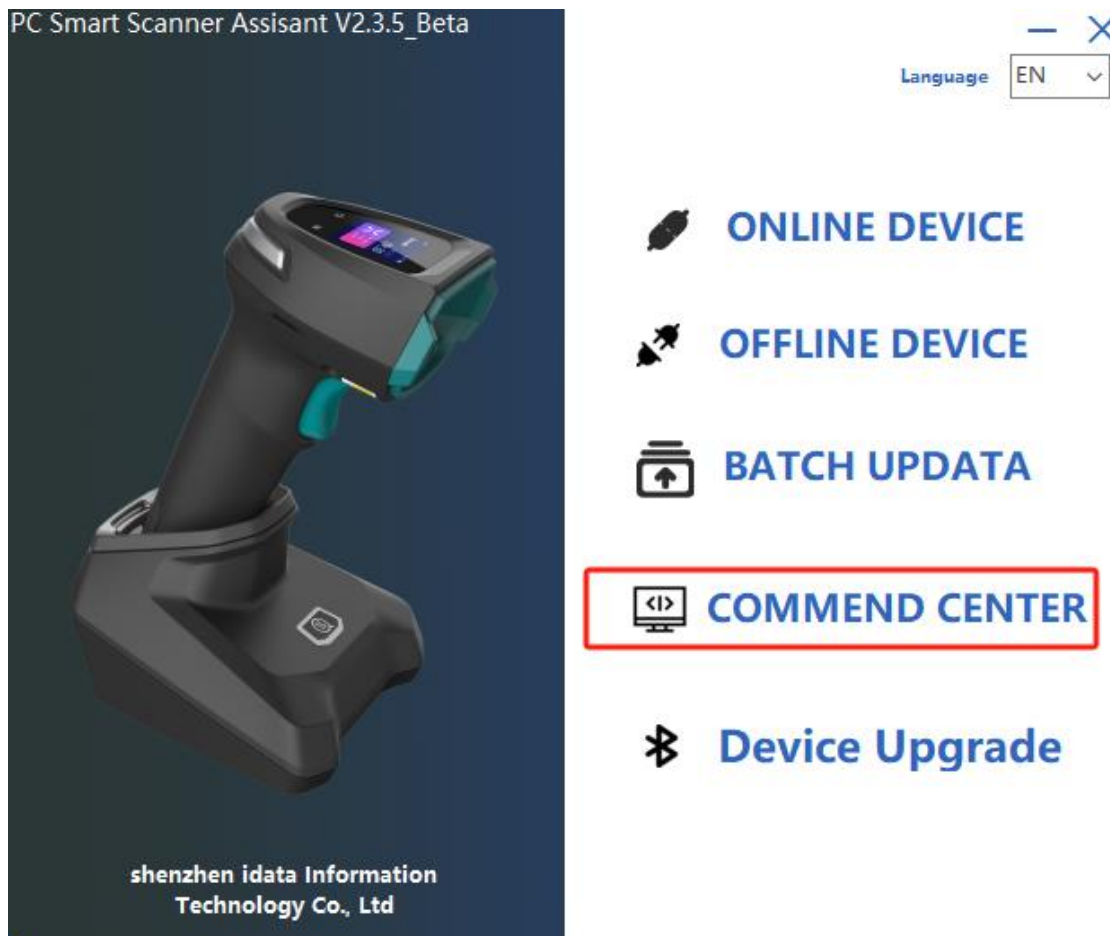 PC Smart Scanner Assisant V2.3.5_Beta
Language
EN
ONLINE DEVICE
OFFLINE DEVICE
BATCH UPDATA
COMMEND CENTER
Device Upgrade
shenzhen idata Information
Technology Co., Ltd